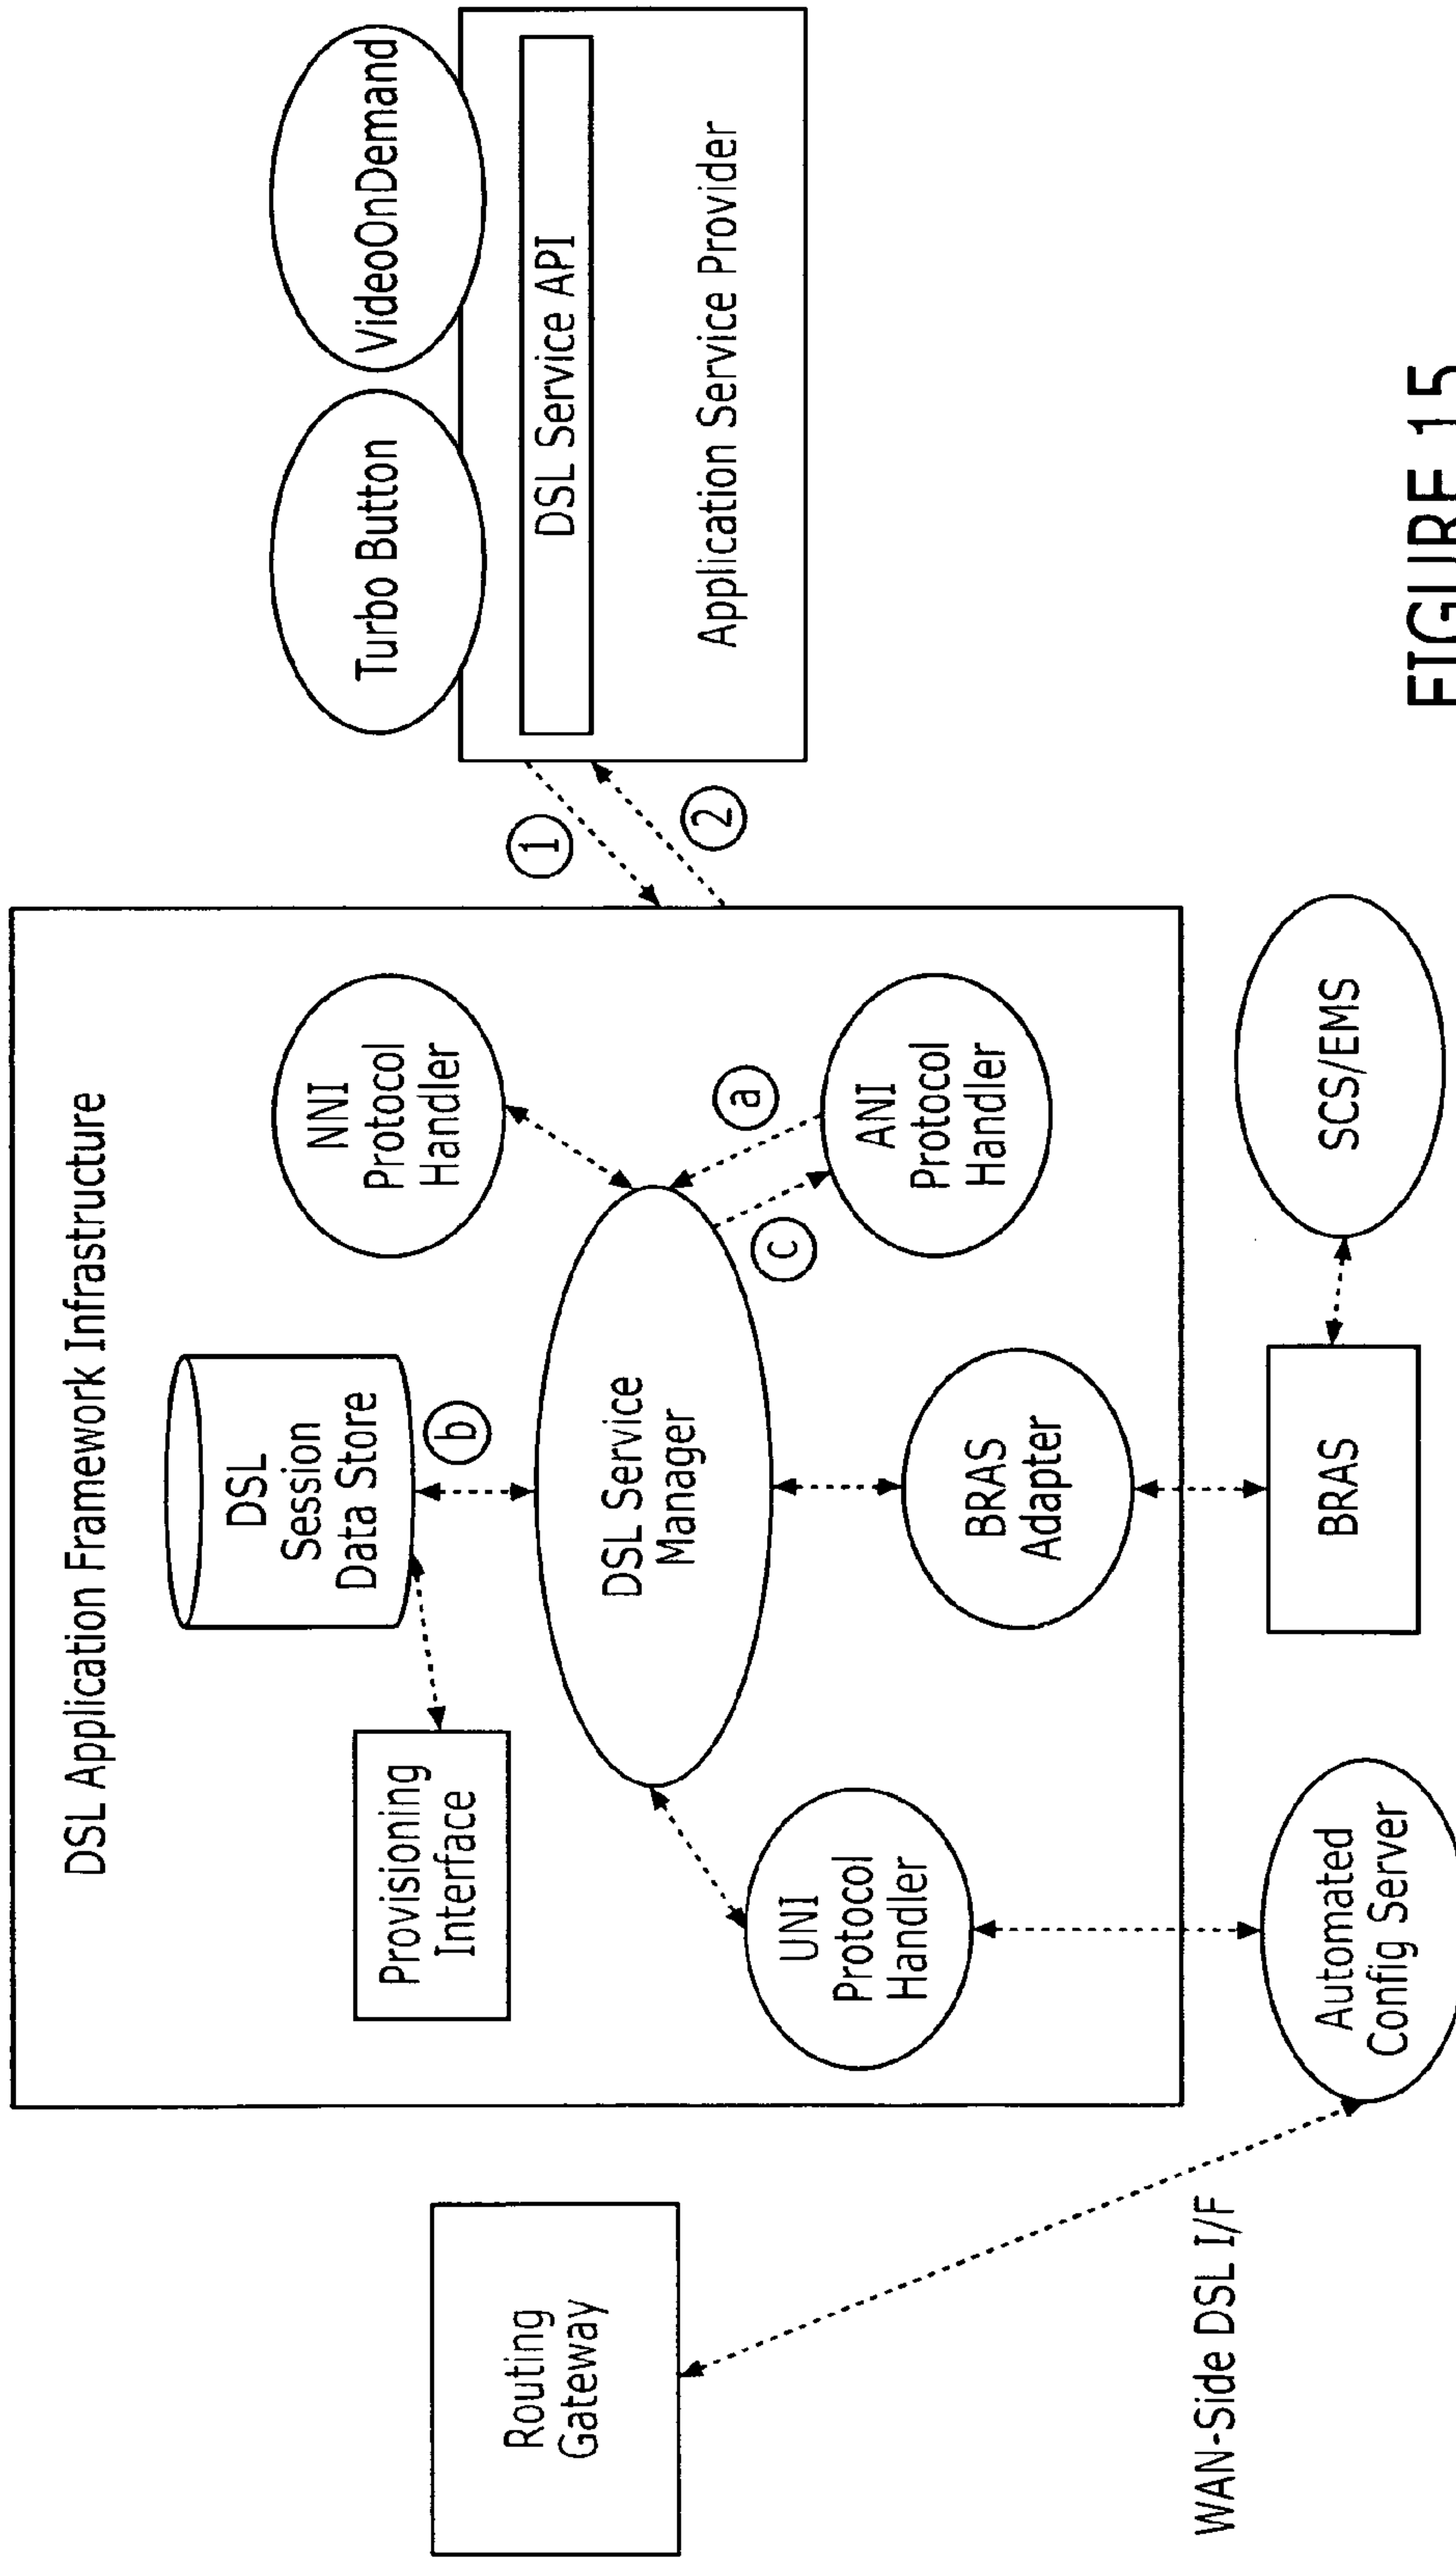 DSL Application Framework Infrastructure
Provisioning
Interface
DSL
Session
Data Store
b
NNI
Protocol
Handler
DSL Service
Manager
a
c
UNI
Protocol
Handler
BRAS
Adapter
ANI
Protocol
Handler
Routing
Gateway
WAN-Side DSL I/F
Automated
Config Server
BRAS
SCS/EMS
1
2
Turbo Button
VideoOnDemand
DSL Service API
Application Service Provider
FIGURE 15